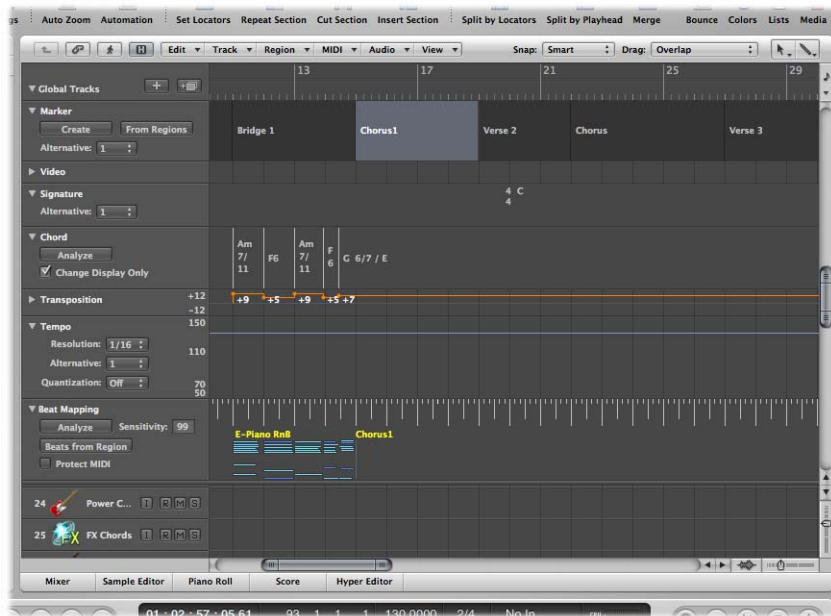 gs Auto Zoom Automation Set Locators Repeat Section Cut Section Insert Section Split by Locators Split by Playhead Merge Bounce Colors Lists Media
H Edit Track Region MIDI Audio View Snap: Smart Drag: Overlap
13 17 21 25 29
Global Tracks
Marker
Create From Regions
Bridge 1 Chorus1 Verse 2 Chorus Verse 3
Alternative: 1
Video
Signature
4 C
4
Alternative: 1
Chord
Analyze
Change Display Only
Am
7/
11
F6
Am
7/
11
F
6
G 6/7 / E
Transposition +12
-12
+9 +5 +9 +5 +7
Tempo 150
Resolution: 1/16
110
Alternative: 1
Quantization: Off 70
50
Beat Mapping
Analyze Sensitivity: 99
E-Piano RnB Chorus1
Beats from Region
Protect MIDI
24 Power C... I R M S
25 FX FX Chords I R M S
Mixer Sample Editor Piano Roll Score Hyper Editor
01 : 02 : 57 : 05.61 93 1 1 1 130.0000 2/4 No In CPU